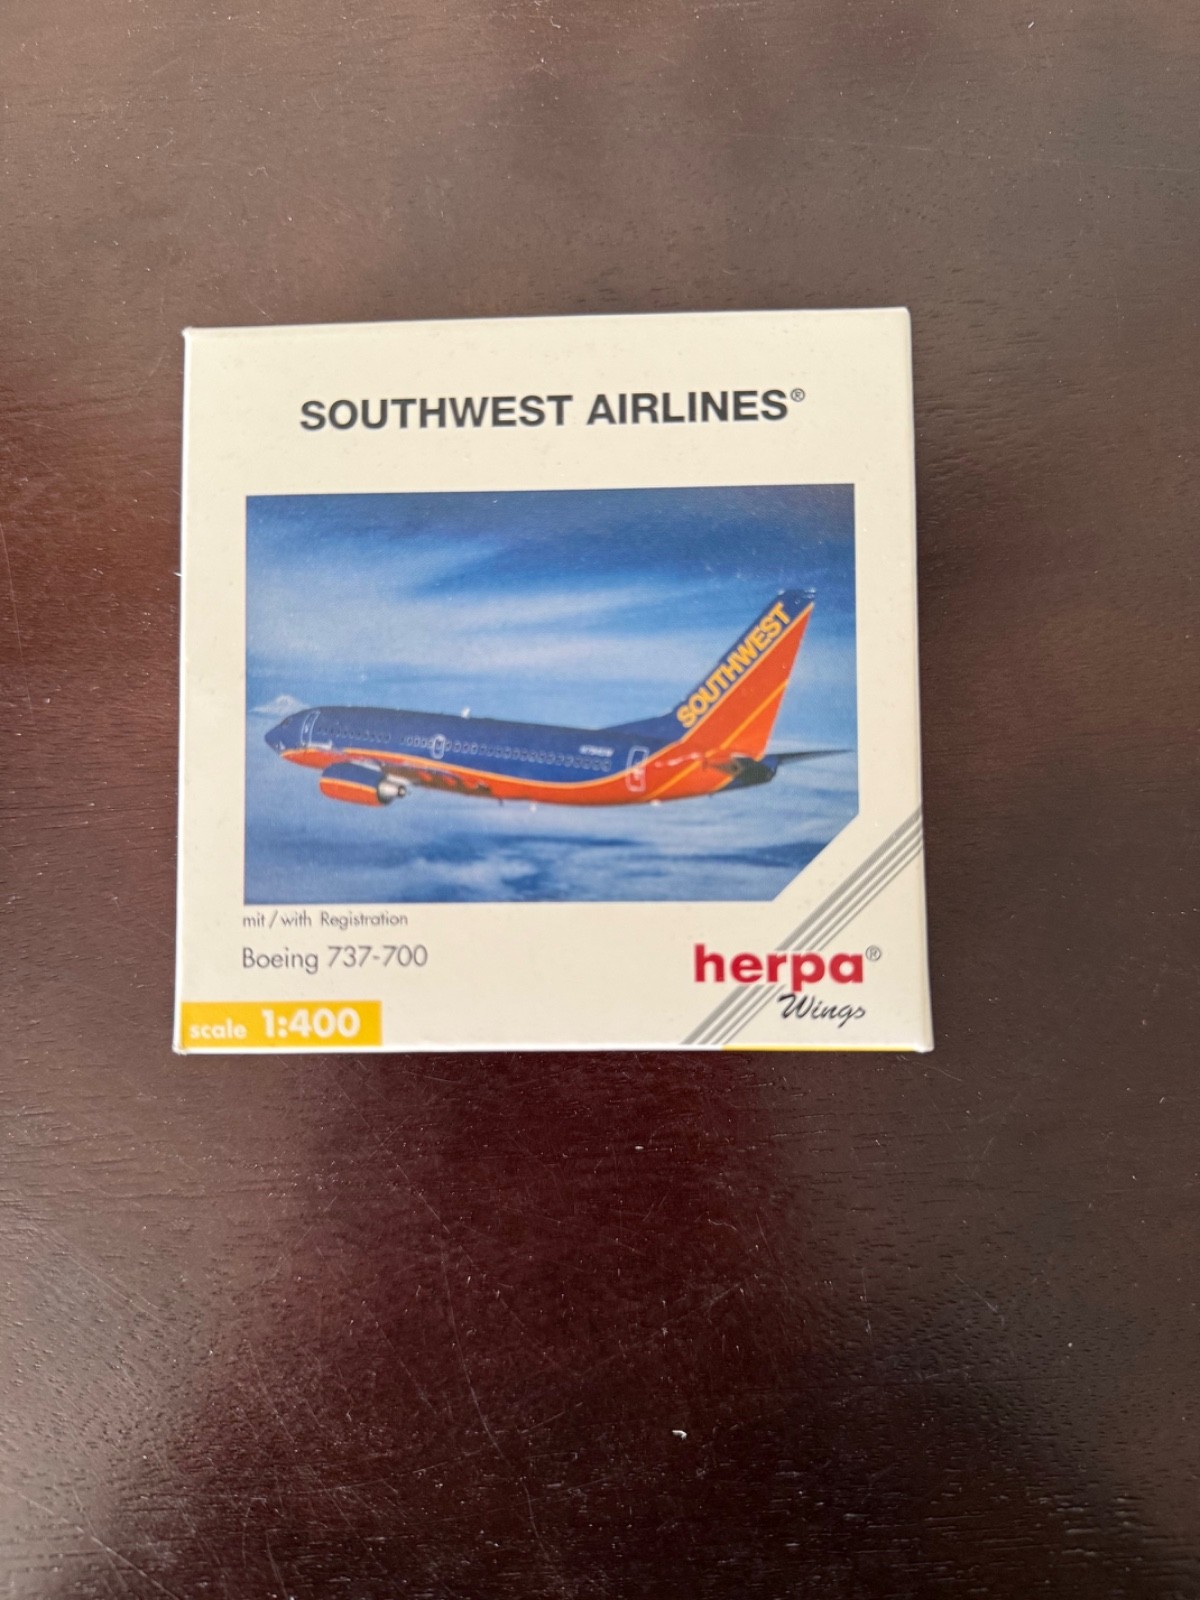 SOUTHWEST AIRLINES®
SOUTHWEST
mit / with Registration
Boeing 737-700
herpa®
Wings
scale 1:400